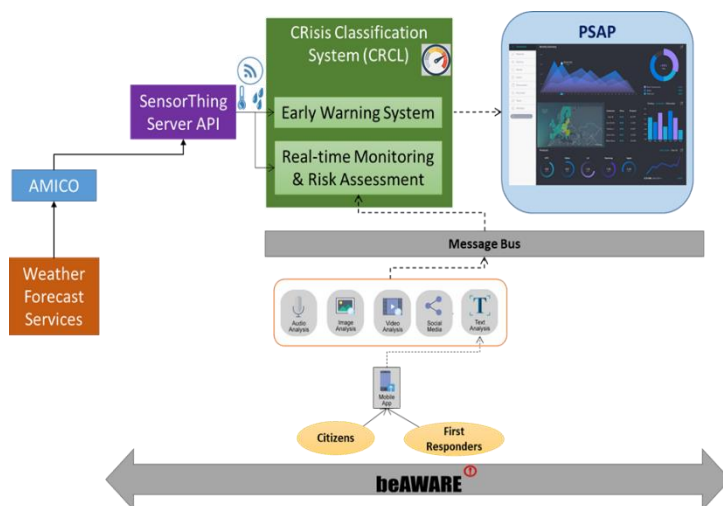 CRisis Classification
System (CRCL)
PSAP
SensorThing
Server API
Early Warning System
Real-time Monitoring
& Risk Assessment
AMICO
Message Bus
Weather
Forecast
Services
Audio
Analysis
Image
Analysis
Video
Analysis
Social
Media
T
Text
Analysis
Mobile
App
Citizens
First
Responders
beAWARE